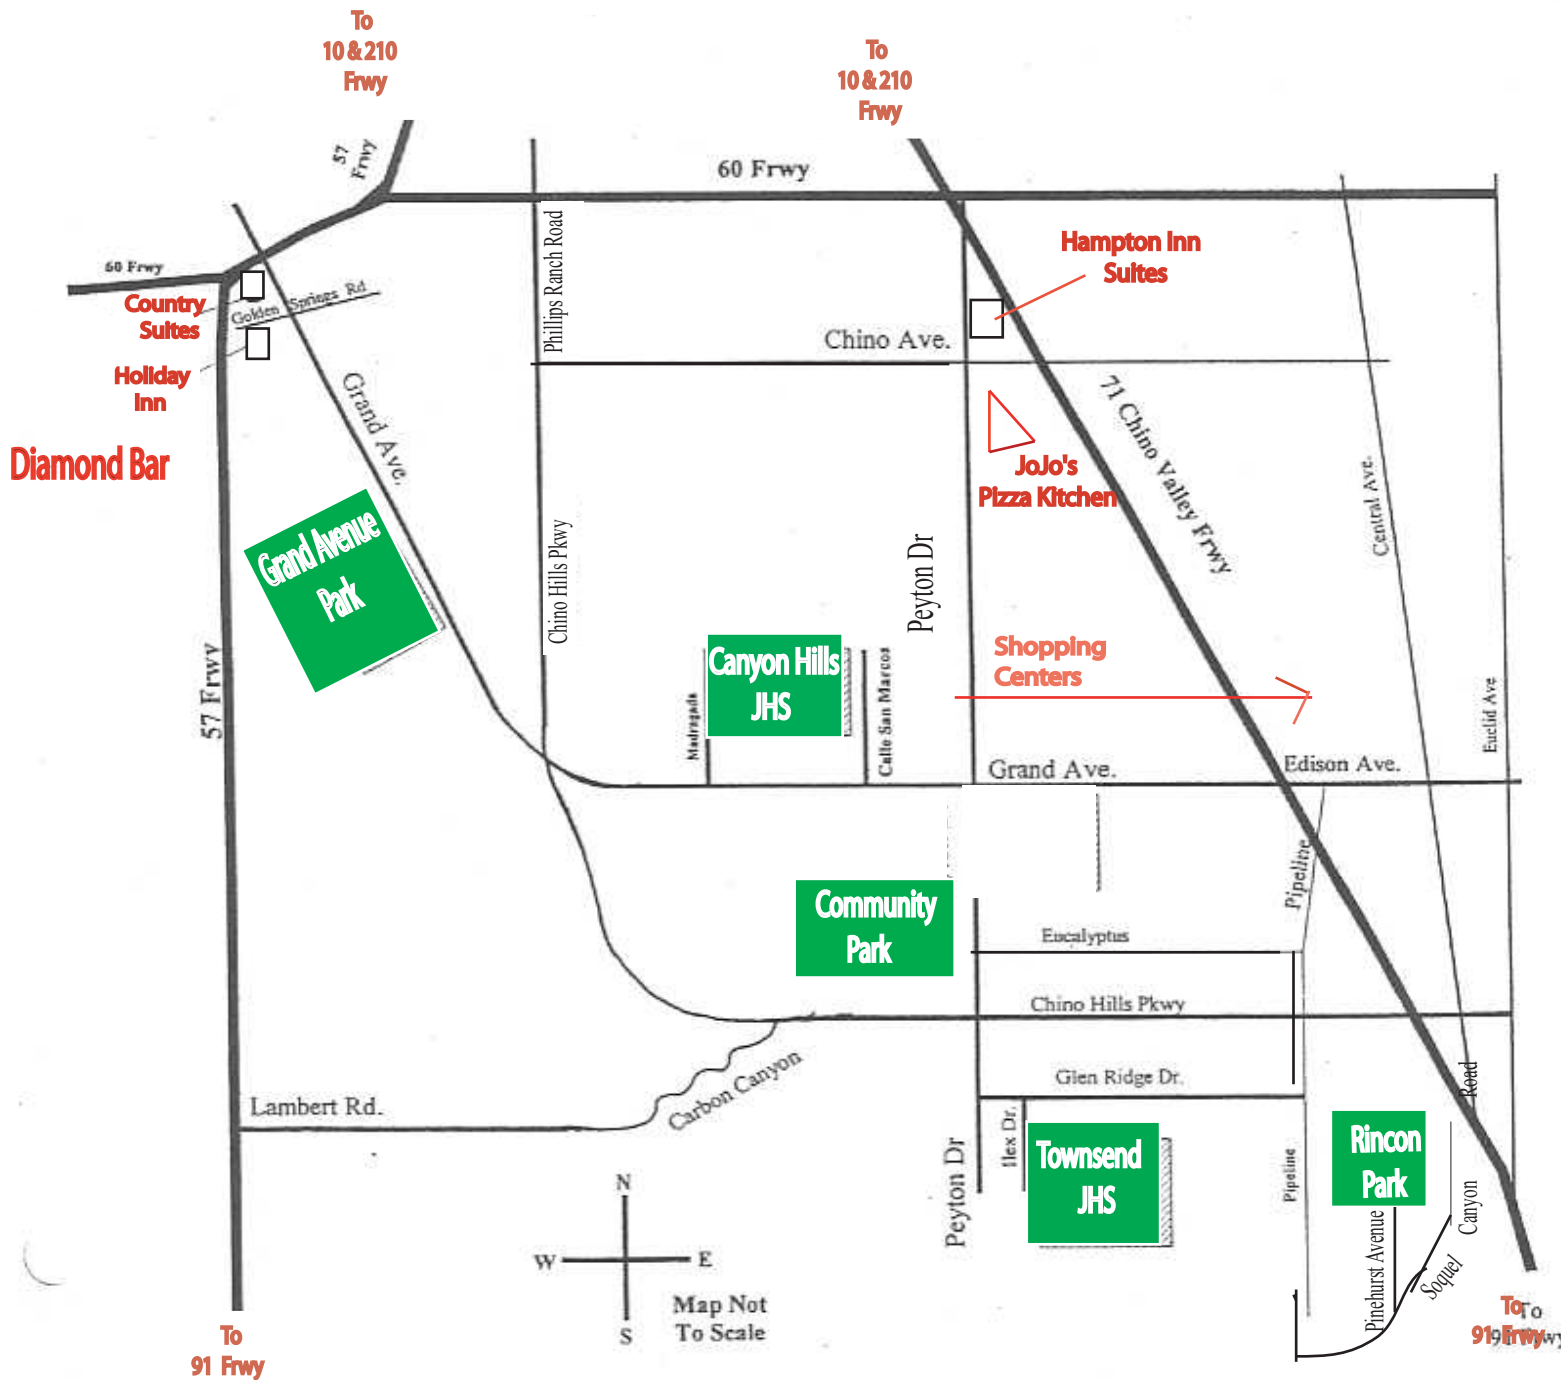 To
10 & 210
Frwy
To
10 & 210
Frwy
57
Frwy
60 Frwy
60 Frwy
Hampton Inn
Suites
Country
Suites
Golden Springs Rd
Holiday
Inn
Phillips Ranch Road
Chino Ave.
Grand Ave.
71 Chino Valley Frwy
JoJo's
Pizza Kitchen
Diamond Bar
Central Ave.
Grand Avenue
Park
Chino Hills Pkwy
Peyton Dr
57 Frwy
Canyon Hills
JHS
Madrugada
Calle San Marcos
Shopping
Centers
Euclid Ave
Grand Ave.
Edison Ave.
Pipeline
Community
Park
Eucalyptus
Chino Hills Pkwy
Glen Ridge Dr.
Carbon Canyon
Lambert Rd.
Road
Ilex Dr.
Peyton Dr
Townsend
JHS
Pipeline
Rincon
Park
Canyon
Pinehurst Avenue
Soquel
N
W
E
S
Map Not
To Scale
To
91 Frwy
To
To
91 Frwy